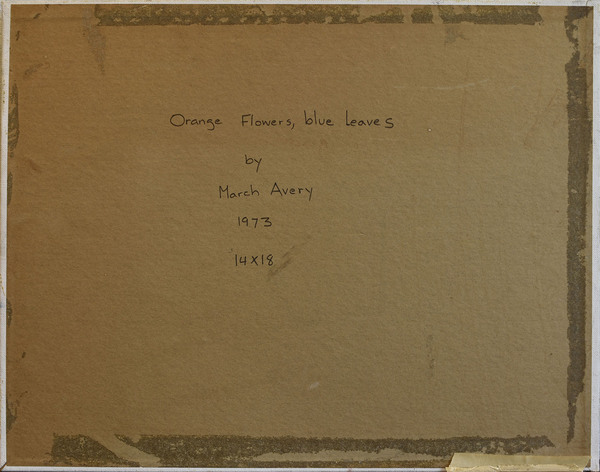 Orange Flowers, blue leaves
by
March Avery
1973
14x18